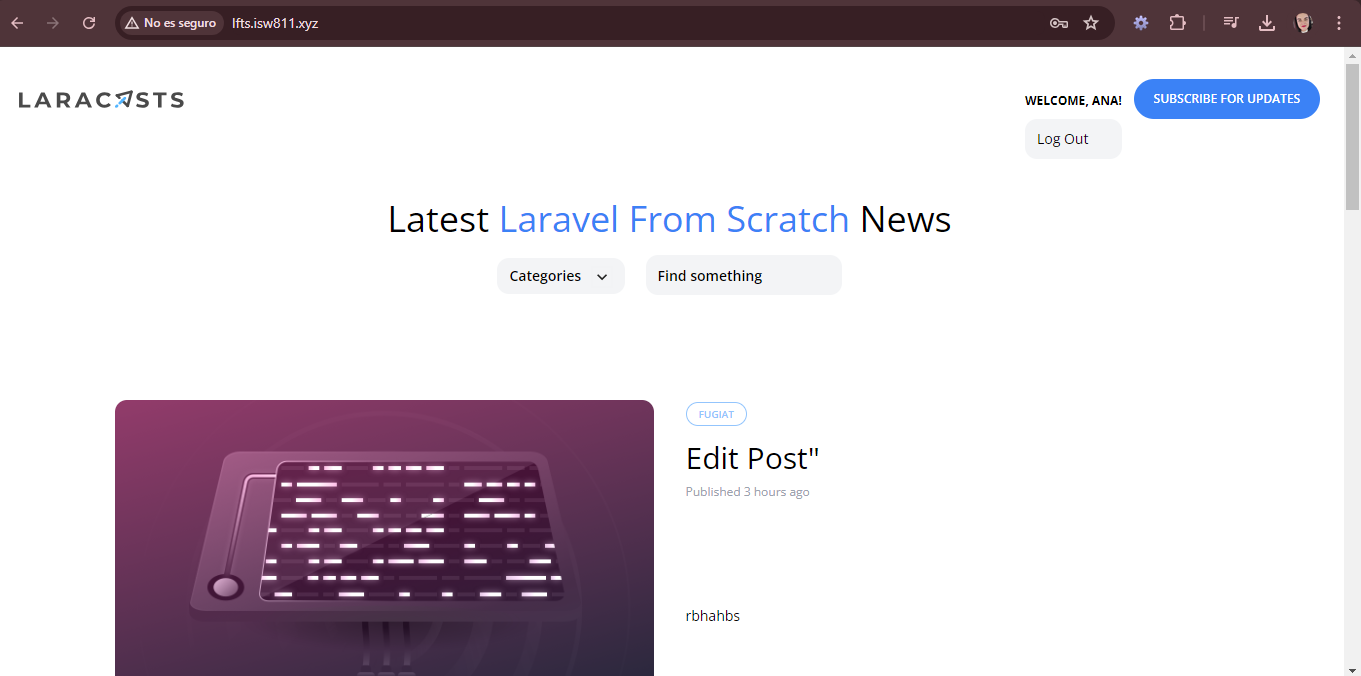 No es seguro
lfts.isw811.xyz
LARACASTS
WELCOME, ANA!
SUBSCRIBE FOR UPDATES
Log Out
Latest Laravel From Scratch News
Categories
Find something
FUGIAT
Edit Post"
Published 3 hours ago
rbhahbs